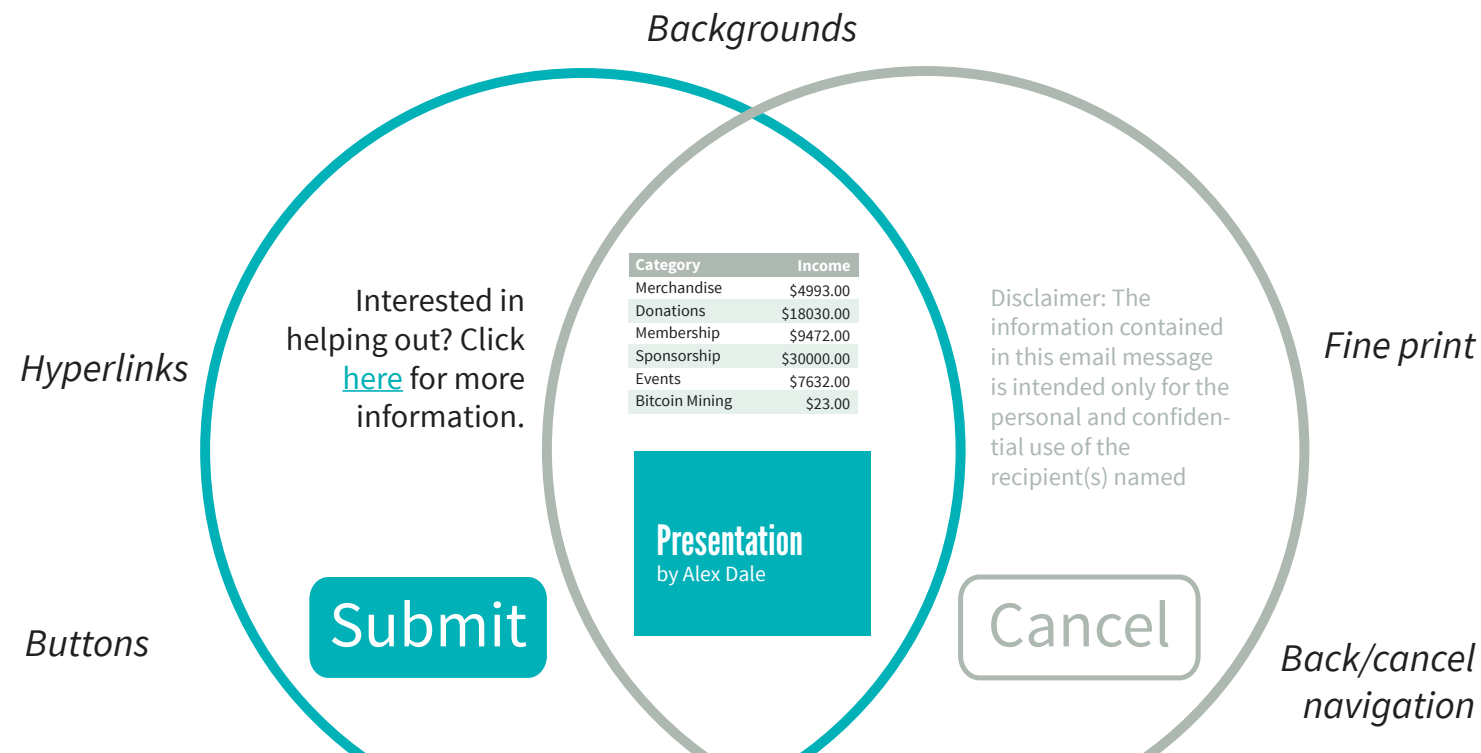 Backgrounds
Hyperlinks
Interested in
helping out? Click
here for more
information.
Category Income
Merchandise $4993.00
Donations $18030.00
Membership $9472.00
Sponsorship $30000.00
Events $7632.00
Bitcoin Mining $23.00
Disclaimer: The
information contained
in this email message
is intended only for the
personal and confiden-
tial use of the
recipient(s) named
Fine print
Presentation
by Alex Dale
Buttons
Submit
Cancel
Back/cancel
navigation